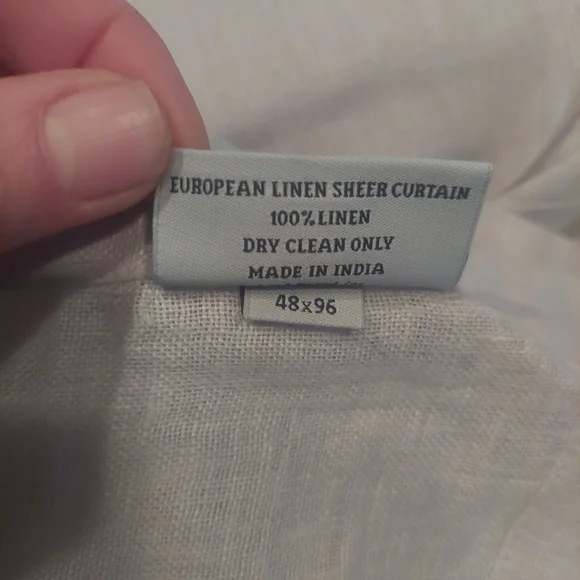 EUROPEAN LINEN SHEER CURTAIN
100% LINEN
DRY CLEAN ONLY
MADE IN INDIA
48x96